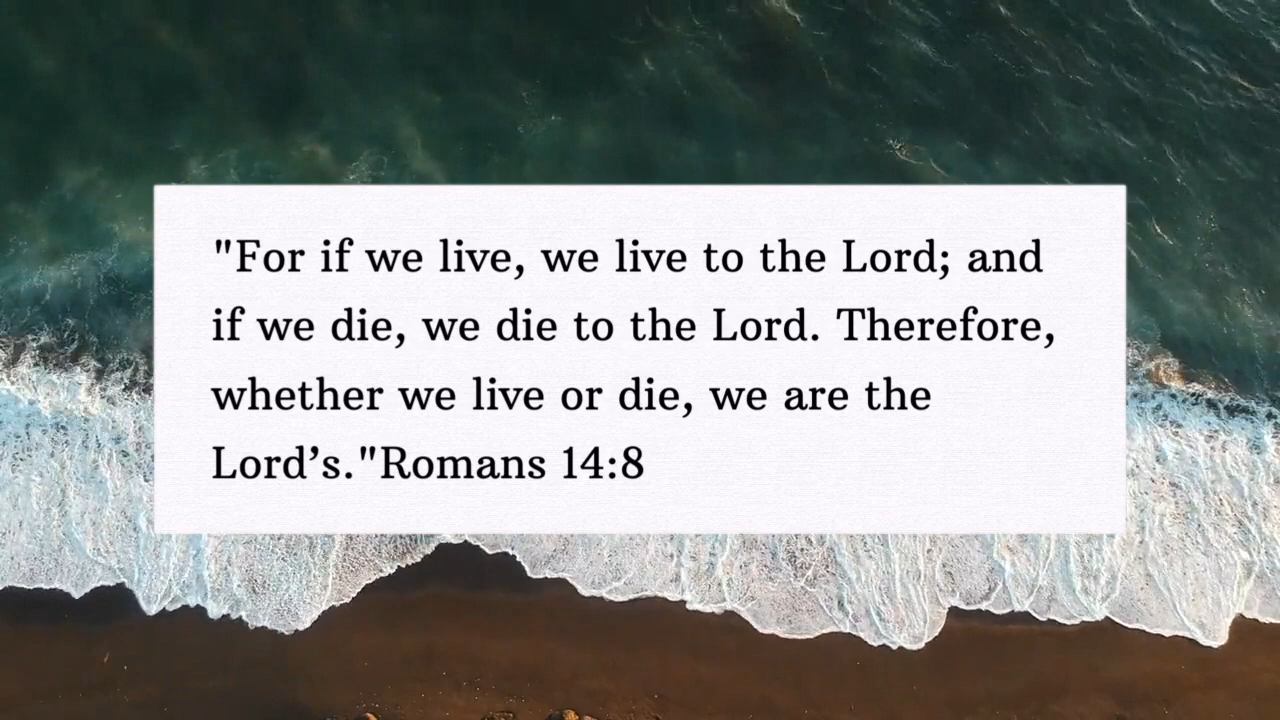 "For if we live, we live to the Lord; and
if we die, we die to the Lord. Therefore,
whether we live or die, we are the
Lord’s."Romans 14:8